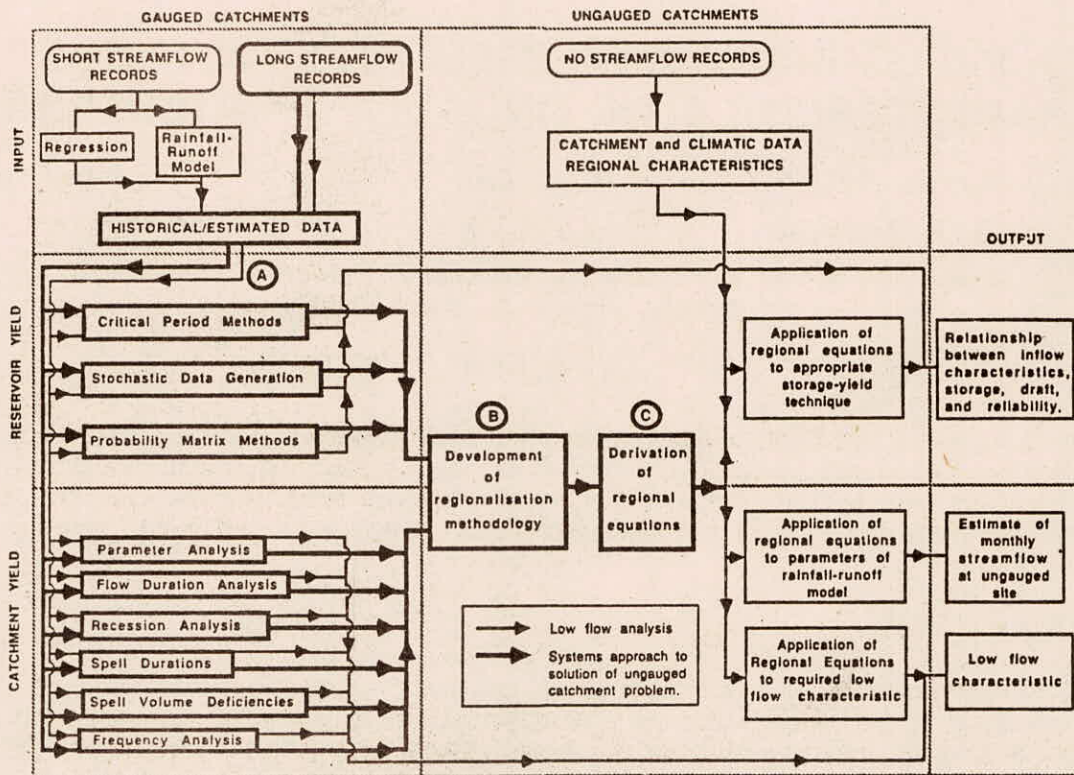 GAUGED CATCHMENTS
UNGAUGED CATCHMENTS
INPUT
SHORT STREAMFLOW
RECORDS
LONG STREAMFLOW
RECORDS
NO STREAMFLOW RECORDS
Regression
Rainfall-
Runoff
Model
CATCHMENT and CLIMATIC DATA
REGIONAL CHARACTERISTICS
HISTORICAL/ESTIMATED DATA
OUTPUT
RESERVOIR YIELD
A
Critical Period Methods
Stochastic Data Generation
Probability Matrix Methods
B
Development
of
regionalisation
methodology
C
Derivation
of
regional
equations
Application of
regional equations
to appropriate
storage-yield
technique
Relationship
between inflow
characteristics,
storage, draft,
and reliability.
CATCHMENT YIELD
Parameter Analysis
Flow Duration Analysis
Recession Analysis
Spell Durations
Spell Volume Deficiencies
Frequency Analysis
Low flow analysis
Systems approach to
solution of ungauged
catchment problem.
Application of
regional equations
to parameters of
rainfall-runoff
model
Estimate of
monthly
streamflow
at ungauged
site
Application of
Regional Equations
to required low
flow characteristic
Low flow
characteristic